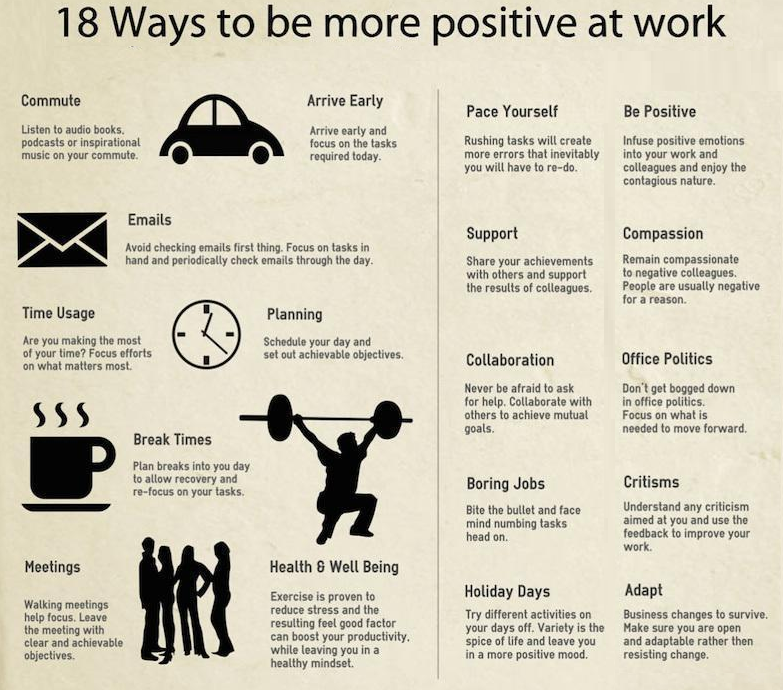 18 Ways to be more positive at work
Commute
Listen to audio books,
podcasts or inspirational
music on your commute.
Arrive Early
Arrive early and
focus on the tasks
required today.
Emails
Avoid checking emails first thing. Focus on tasks in
hand and periodically check emails through the day.
Time Usage
Are you making the most
of your time? Focus efforts
on what matters most.
Planning
Schedule your day and
set out achievable objectives.
Break Times
Plan breaks into you day
to allow recovery and
re-focus on your tasks.
Meetings
Walking meetings
help focus. Leave
the meeting with
clear and achievable
objectives.
Health & Well Being
Exercise is proven to
reduce stress and the
resulting feel good factor
can boost your productivity,
while leaving you in a
healthy mindset.
Pace Yourself
Rushing tasks will create
more errors that inevitably
you will have to re-do.
Be Positive
Infuse positive emotions
into your work and
colleagues and enjoy the
contagious nature.
Support
Share your achievements
with others and support
the results of colleagues.
Compassion
Remain compassionate
to negative colleagues.
People are usually negative
for a reason.
Collaboration
Never be afraid to ask
for help. Collaborate with
others to achieve mutual
goals.
Office Politics
Don't get bogged down
in office politics.
Focus on what is
needed to move forward.
Boring Jobs
Bite the bullet and face
mind numbing tasks
head on.
Critisms
Understand any criticism
aimed at you and use the
feedback to improve your
work.
Holiday Days
Try different activities on
your days off. Variety is the
spice of life and leave you
in a more positive mood.
Adapt
Business changes to survive.
Make sure you are open
and adaptable rather then
resisting change.